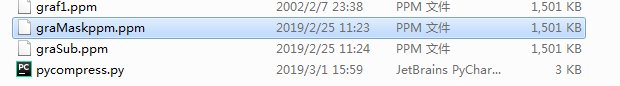 graf1.ppm 2002/2/7 23:38 PPM 文件 1,501 KB
graMaskppm.ppm 2019/2/25 11:23 PPM 文件 1,501 KB
graSub.ppm 2019/2/25 11:24 PPM 文件 1,501 KB
PC pycompress.py 2019/3/1 15:59 JetBrains PyChar... 3 KB